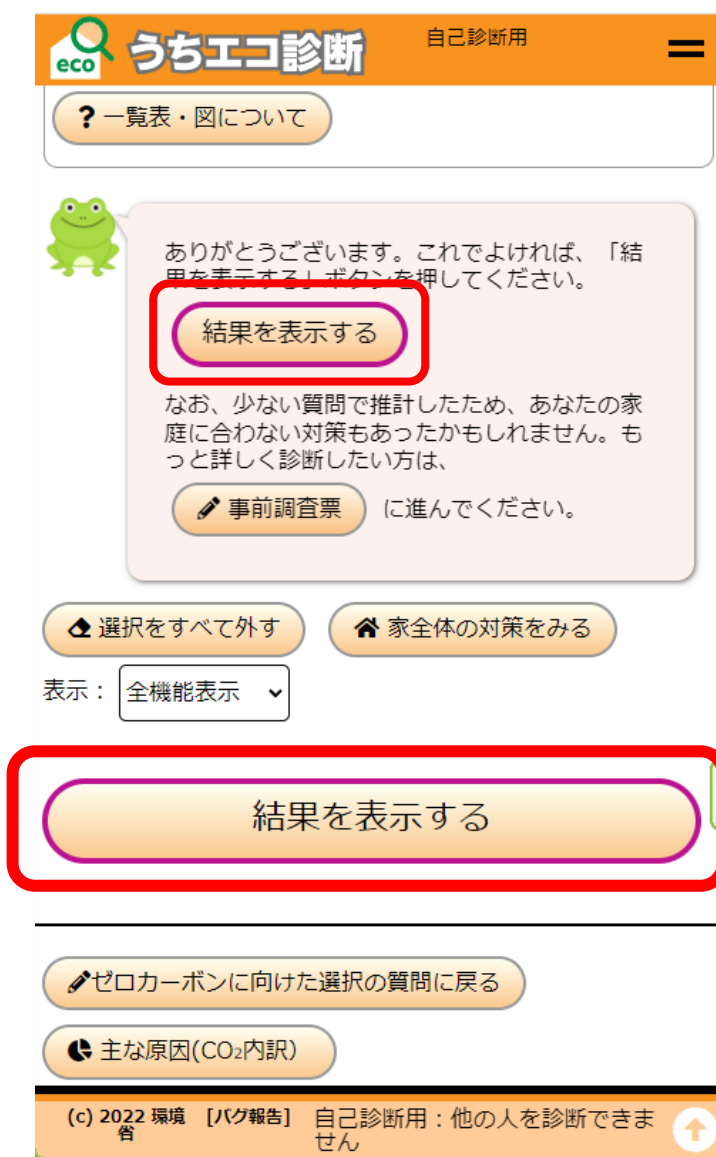 eco うちエコ診断 自己診断用
? 一覧表・図について
ありがとうございます。これでよければ、「結
果を表示する」ボタンを押してください。
結果を表示する
なお、少ない質問で推計したため、あなたの家
庭に合わない対策もあったかもしれません。も
っと詳しく診断したい方は、
事前調査票 に進んでください。
選択をすべて外す 家全体の対策をみる
表示： 全機能表示
結果を表示する
ゼロカーボンに向けた選択の質問に戻る
主な原因(CO₂内訳)
(c) 2022 環境 [バグ報告] 自己診断用：他の人を診断できま
省 せん